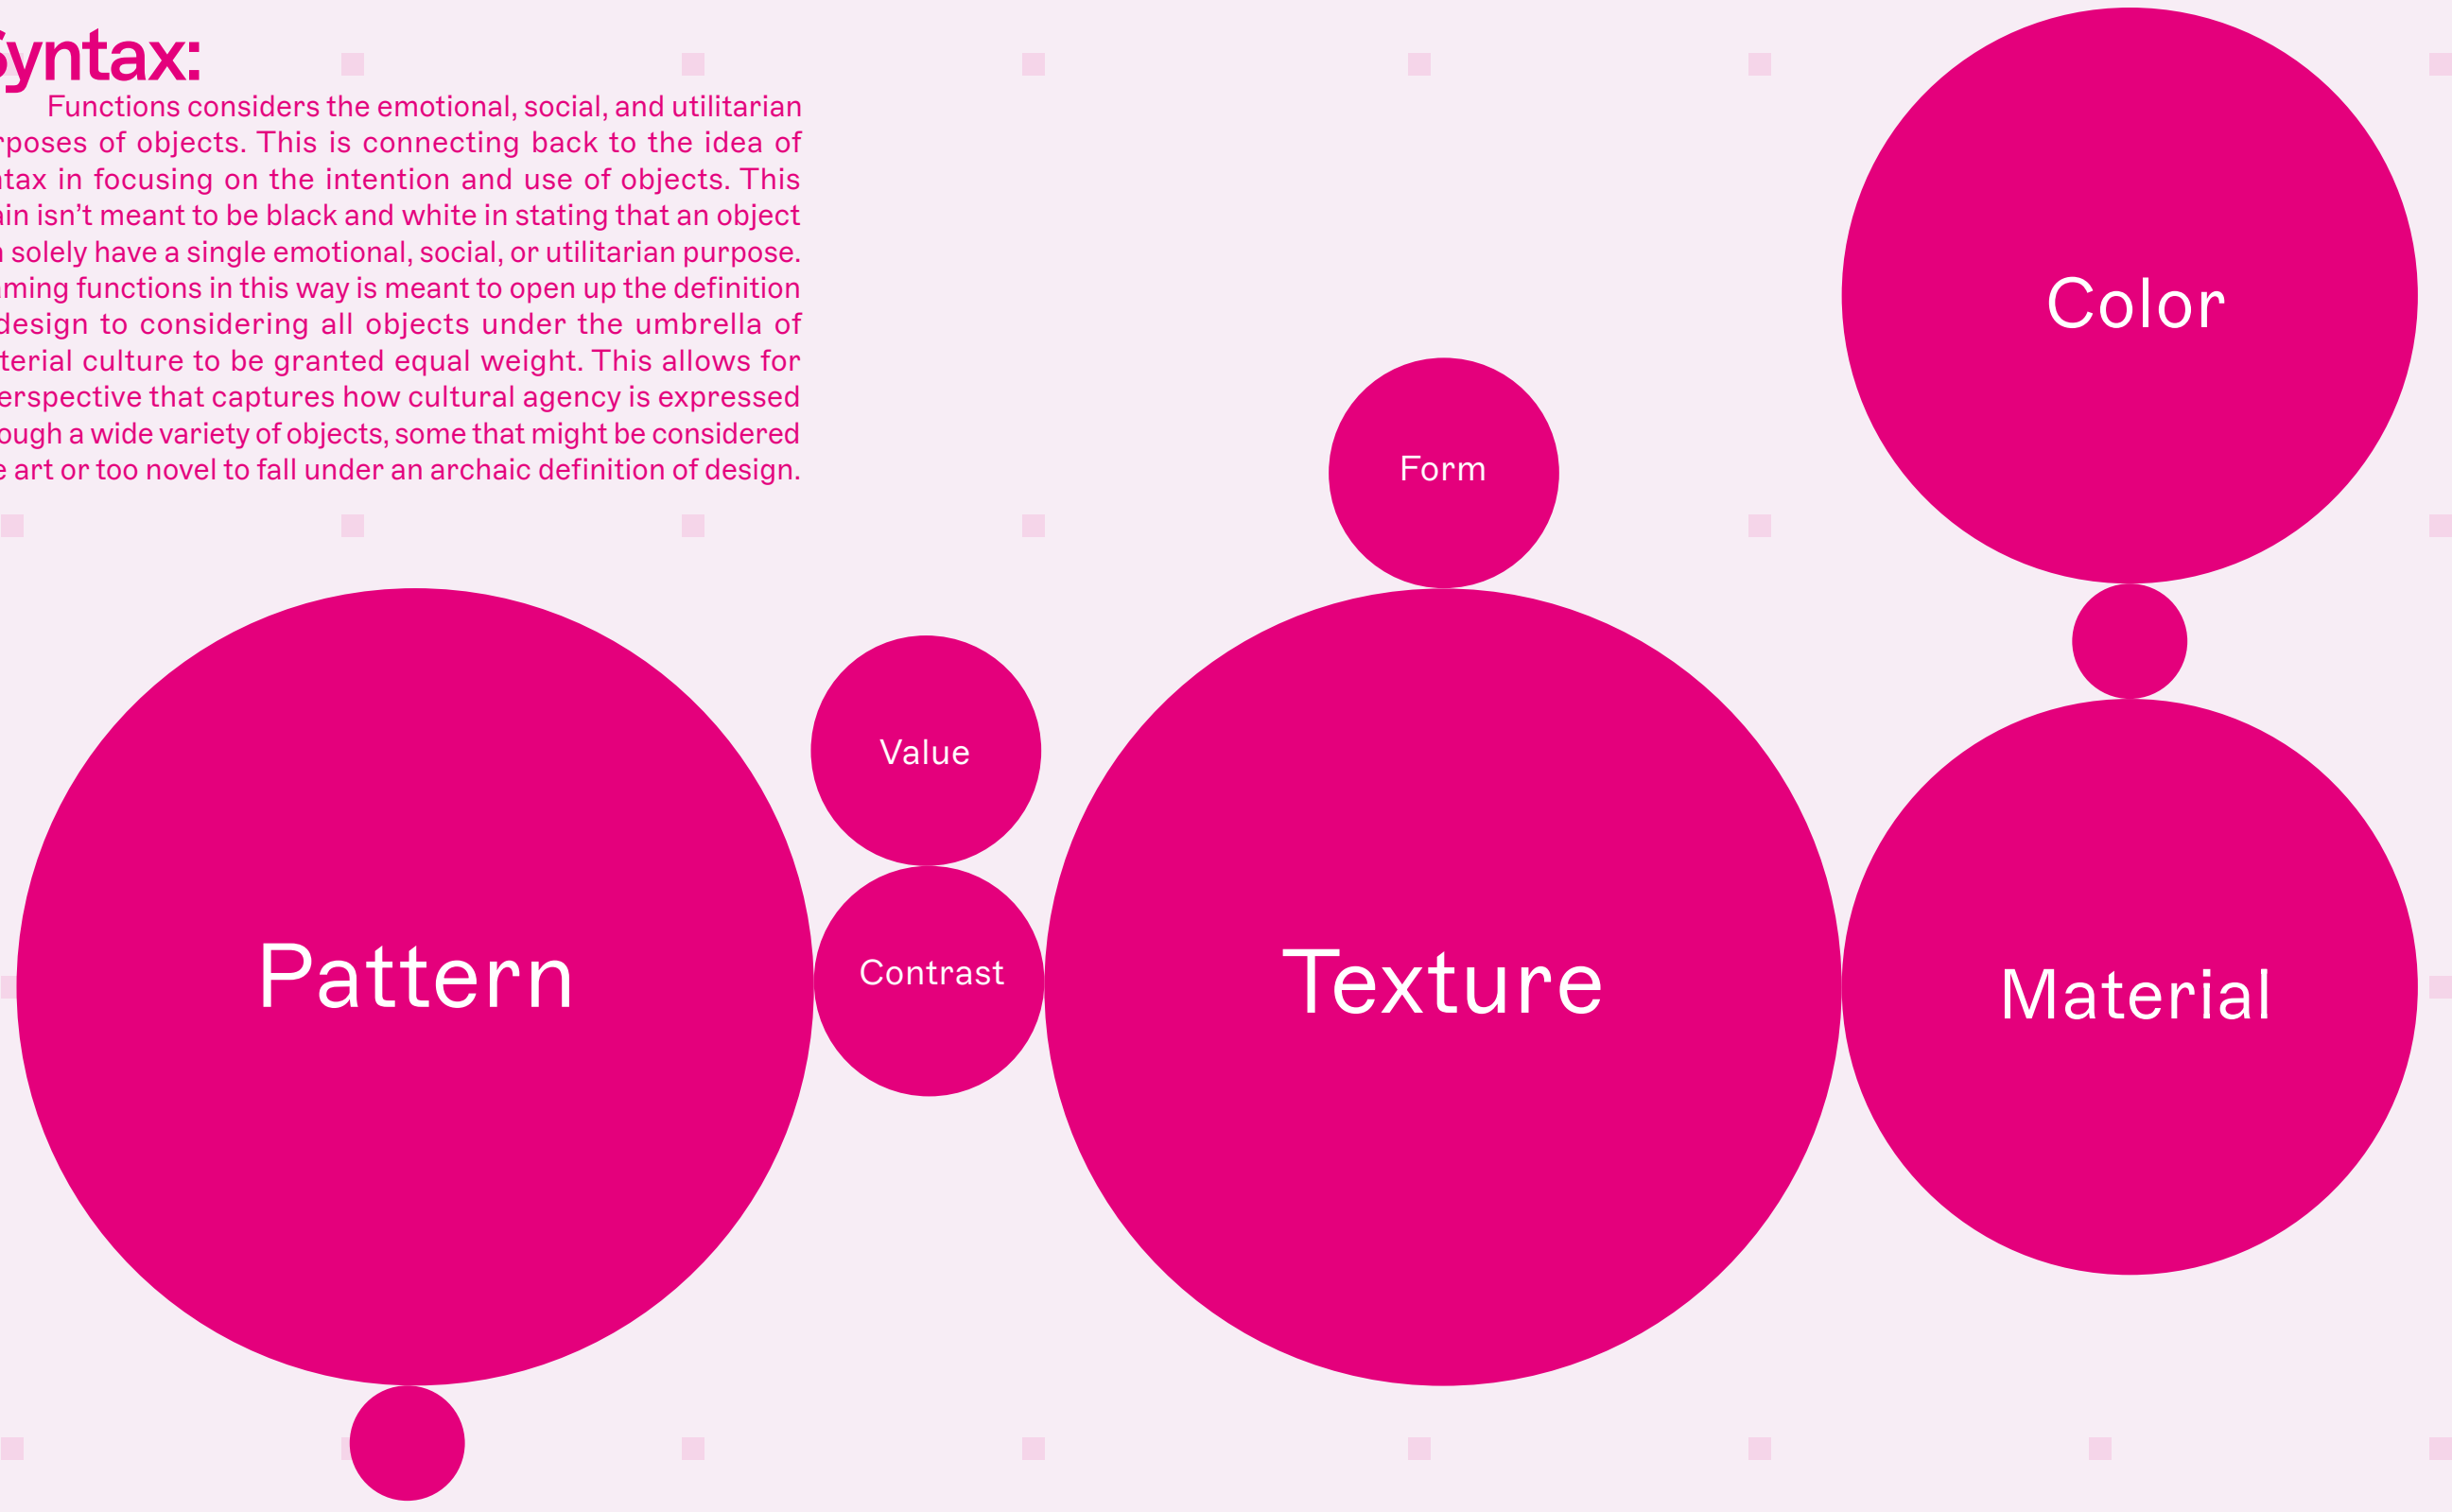 Syntax:
Functions considers the emotional, social, and utilitarian
rposes of objects. This is connecting back to the idea of
ntax in focusing on the intention and use of objects. This
ain isn’t meant to be black and white in stating that an object
solely have a single emotional, social, or utilitarian purpose.
ming functions in this way is meant to open up the definition
design to considering all objects under the umbrella of
terial culture to be granted equal weight. This allows for
erspective that captures how cultural agency is expressed
ough a wide variety of objects, some that might be considered
e art or too novel to fall under an archaic definition of design.
Color
Form
Value
Contrast
Pattern
Texture
Material